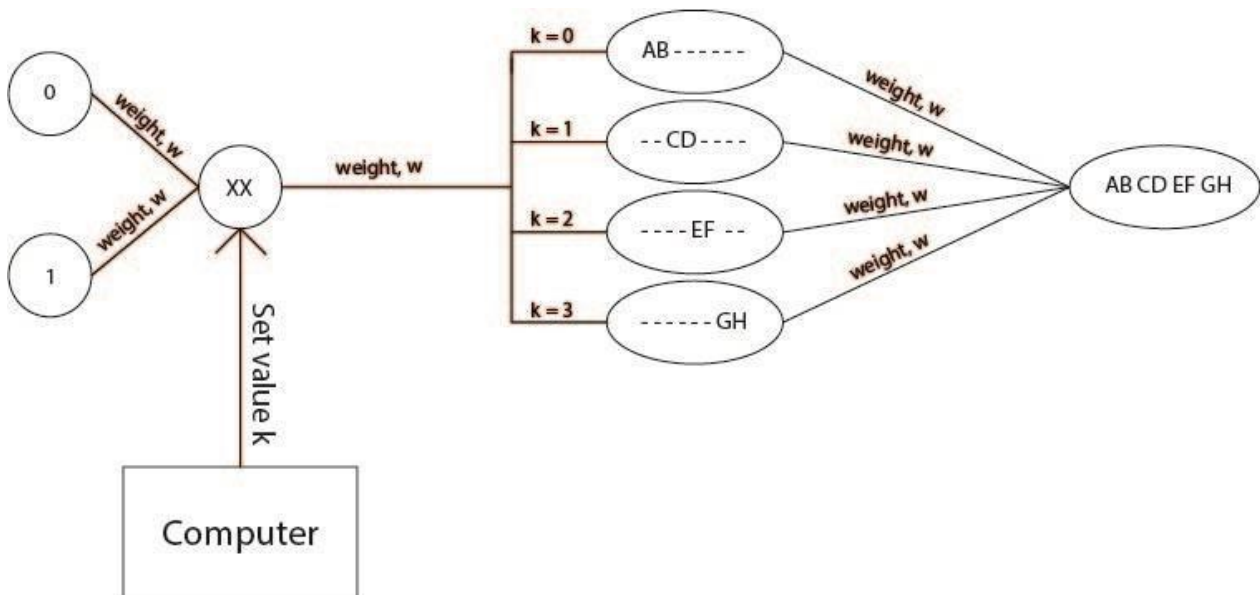 0
1
weight, w
weight, w
XX
Set value k
Computer
weight, w
k = 0
k = 1
k = 2
k = 3
AB - - - - - -
- - CD - - - -
- - - - EF - -
- - - - - - GH
weight, w
weight, w
weight, w
weight, w
AB CD EF GH